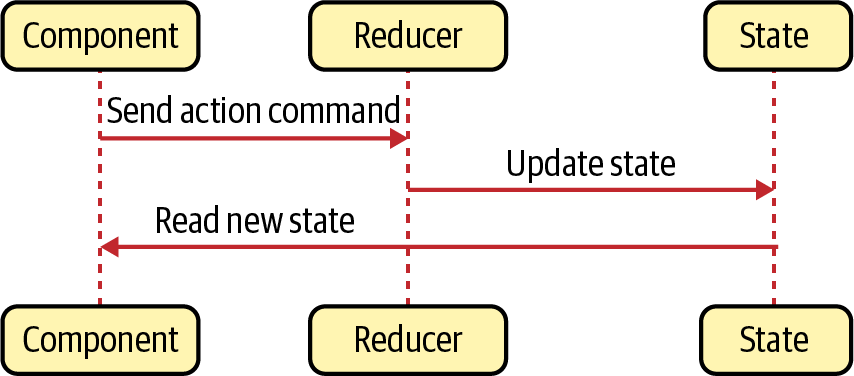 Component
Reducer
State
Send action command
Update state
Read new state
Component
Reducer
State